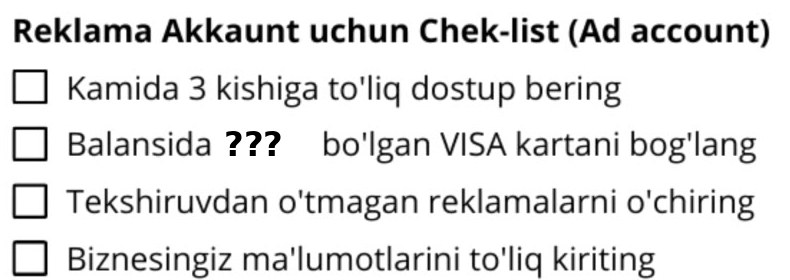 Reklama Akkaunt uchun Chek-list (Ad account)
Kamida 3 kishiga to'liq dostup bering
Balansida ??? bo'lgan VISA kartani bog'lang
Tekshiruvdan o'tmagan reklamalarni o'chiring
Biznesingiz ma'lumotlarini to'liq kiriting